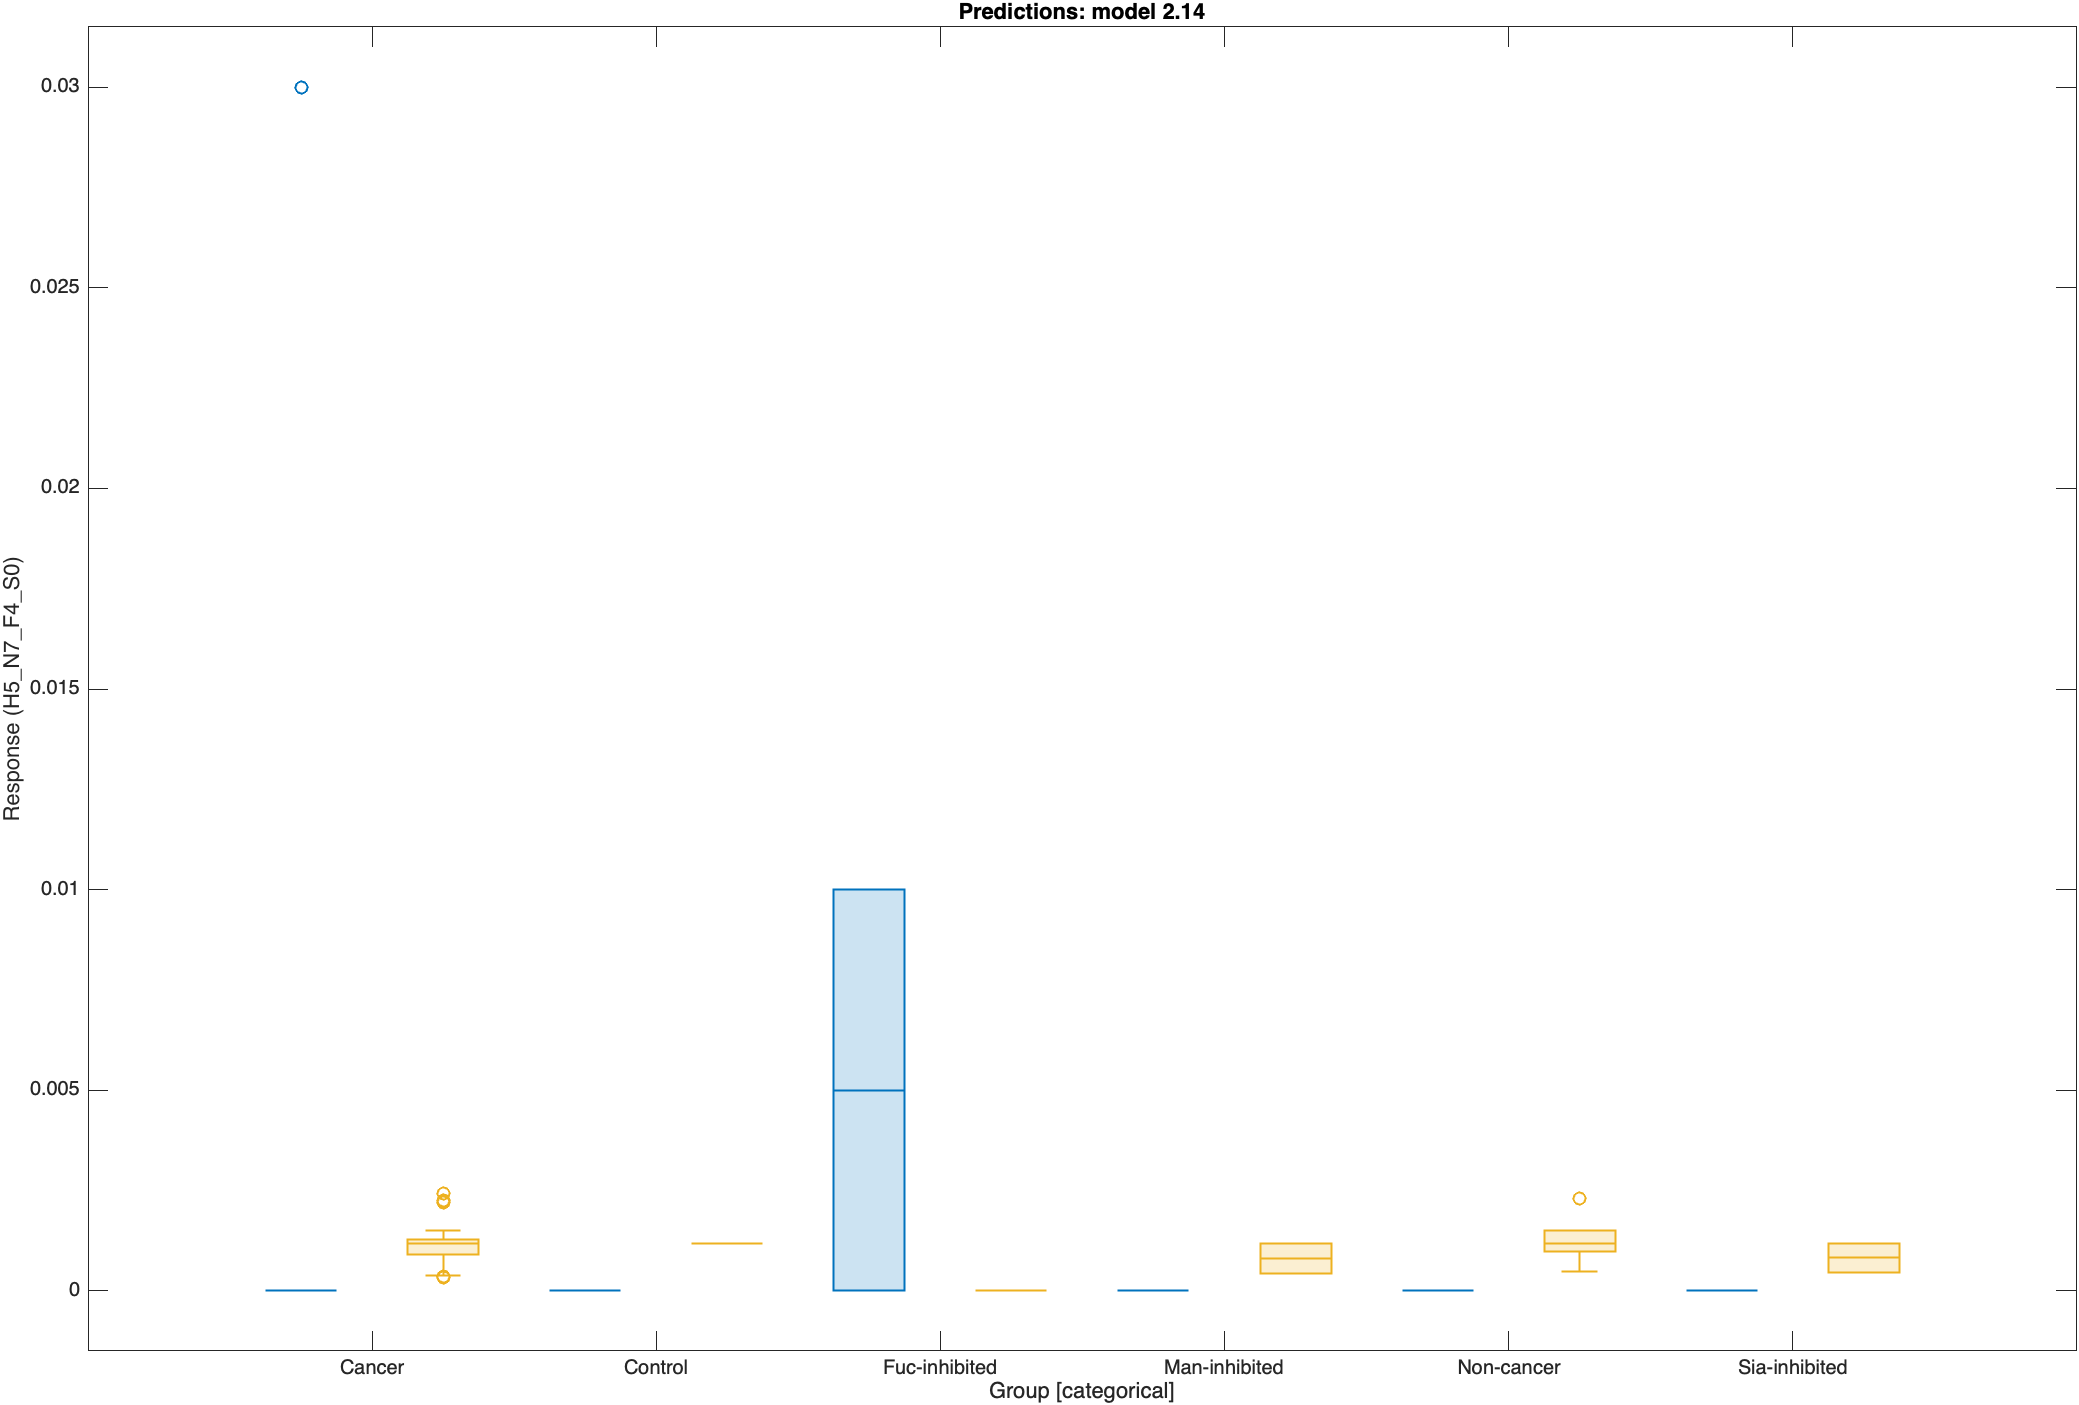 Predictions: model 2.14
0.03
0.025
0.02
0.015
0.01
0.005
0
Response (H5_N7_F4_S0)
Cancer Control Fuc-inhibited Man-inhibited Non-cancer Sia-inhibited
Group [categorical]